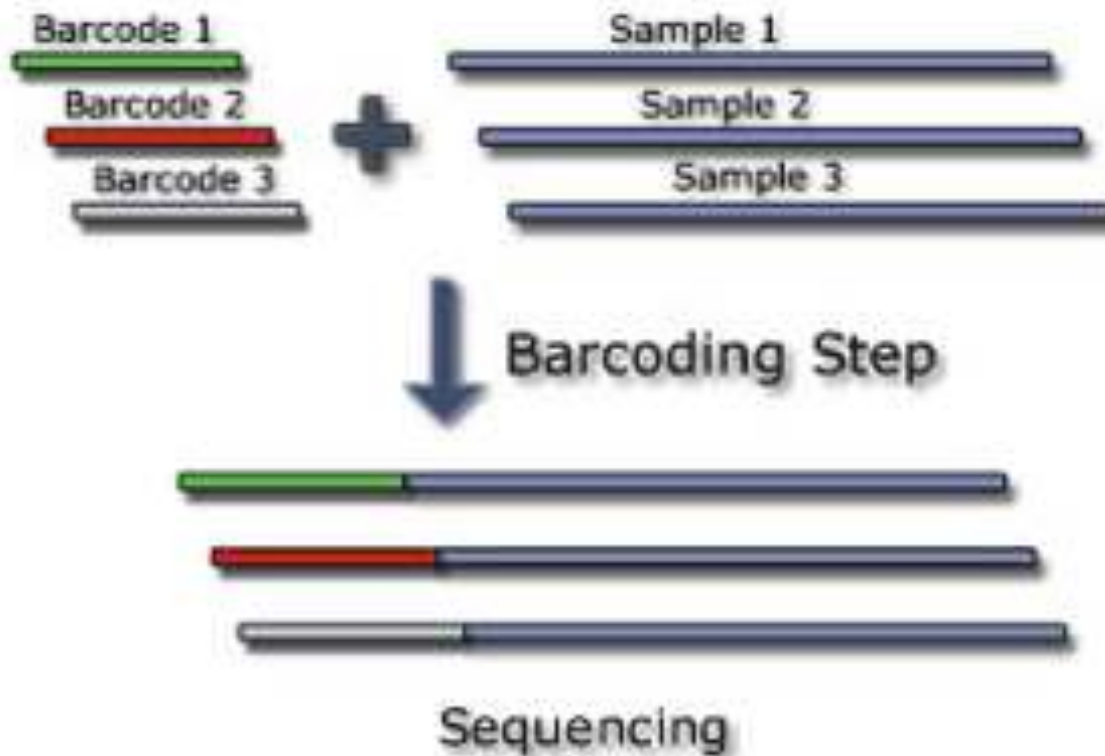 Barcode 1
Sample 1
Barcode 2
Sample 2
Barcode 3
Sample 3
Barcoding Step
Sequencing